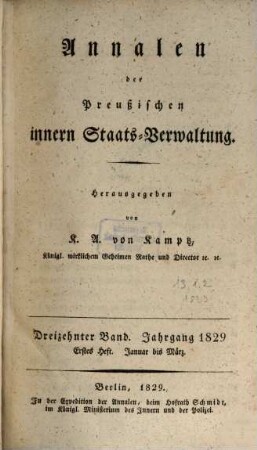 Annalen
der
Preußischen
innern Staats-Verwaltung.
Herausgegeben
von
K. A. von Kamptz,
Königl. wirklichem Geheimen Rathe und Director ꝛc. ꝛc.
Dreizehnter Band. Jahrgang 1829
Erstes Heft. Januar bis März.
Berlin, 1829.
In der Expedition der Annalen, beim Hofrath Schmidt,
im Königl. Ministerium des Innern und der Polizei.